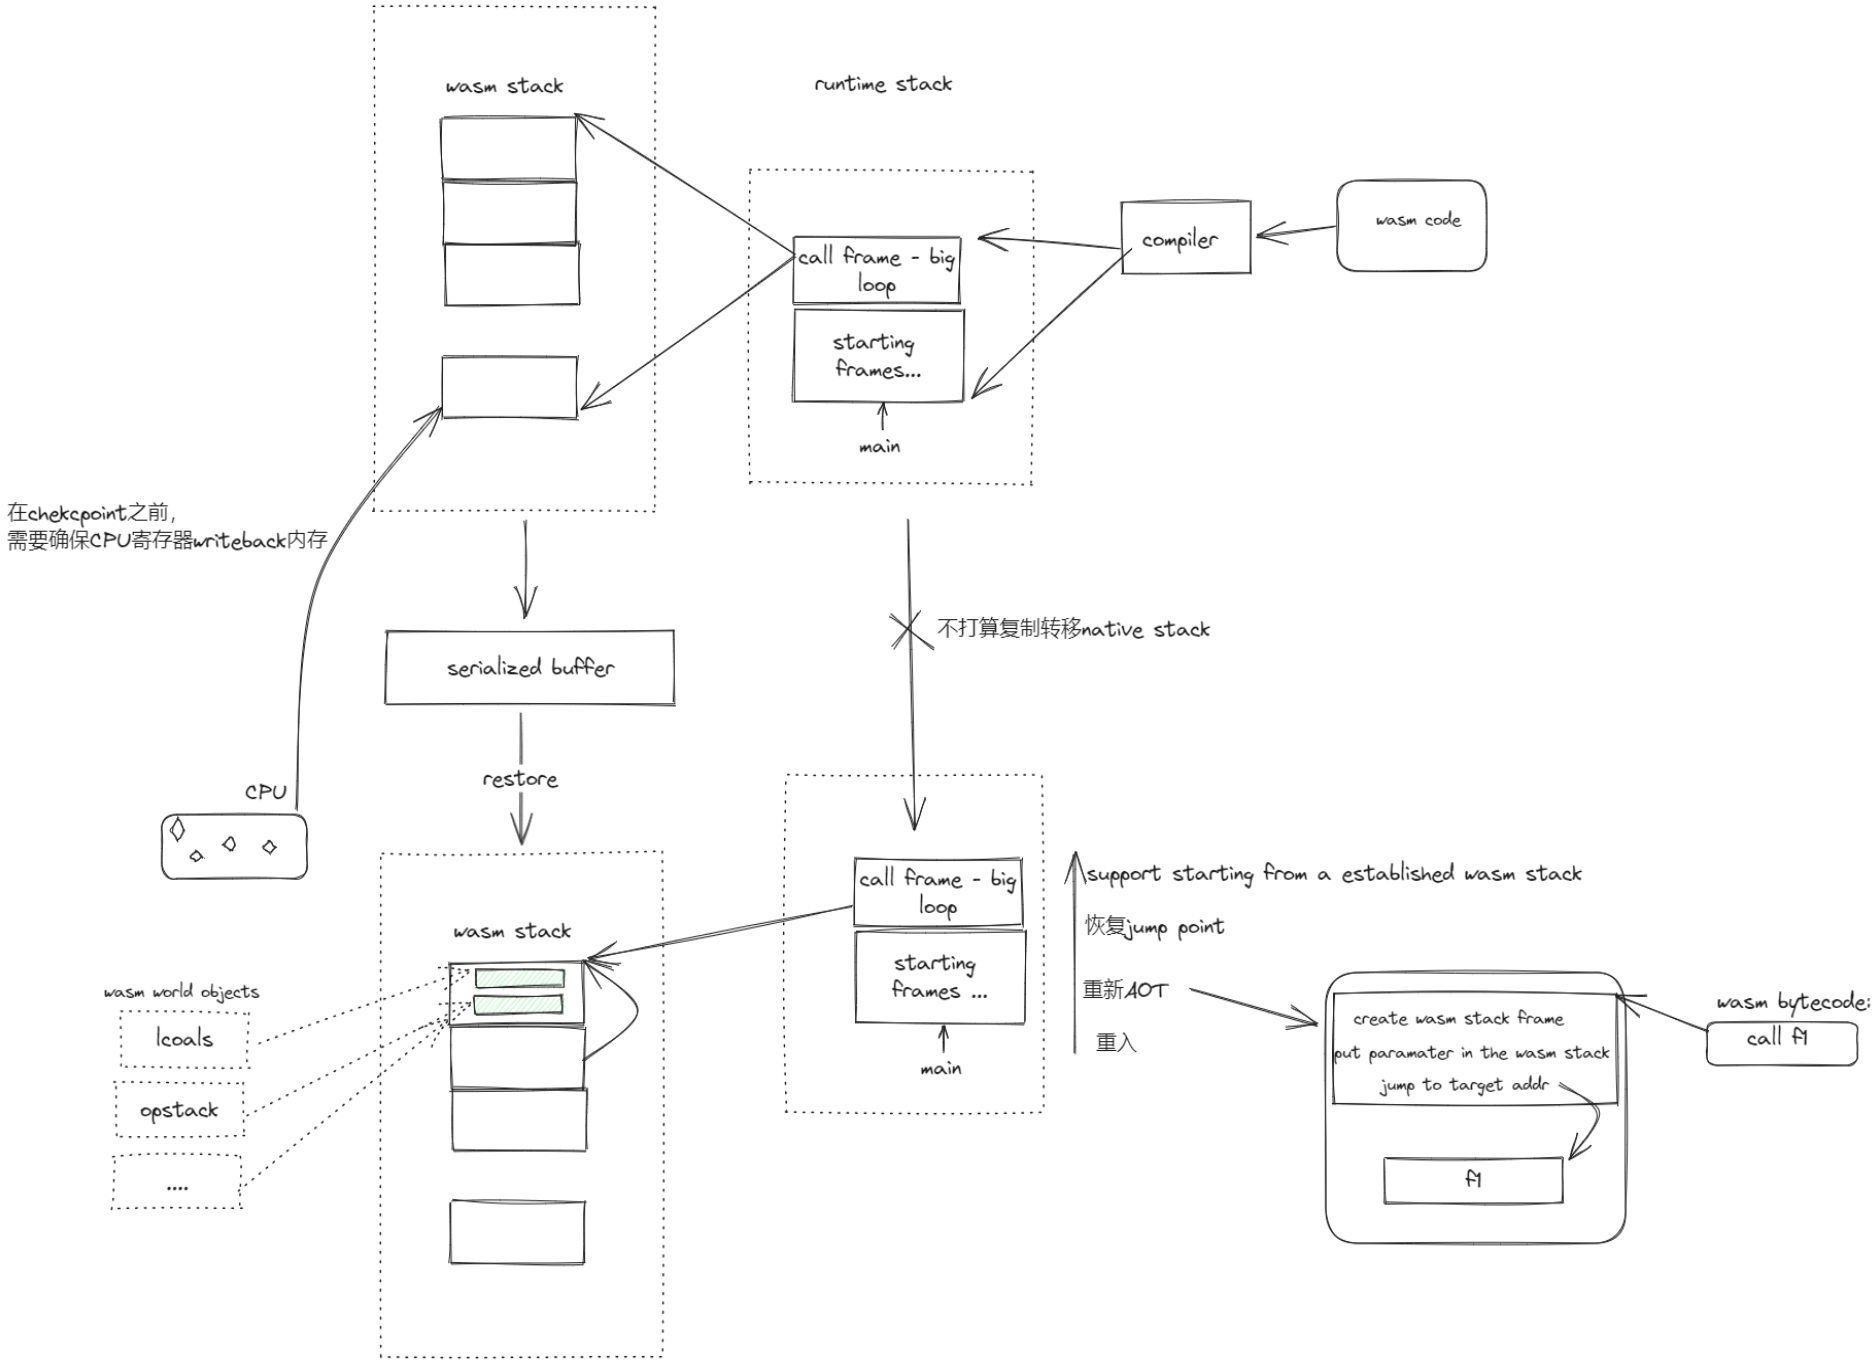 wasm stack
runtime stack
wasm code
compiler
call frame - big
loop
starting
frames...
main
在chekcpoint之前，
需要确保CPU寄存器writeback内存
不打算复制转移native stack
serialized buffer
restore
CPU
call frame - big
loop
starting
frames ...
main
support starting from a established wasm stack
恢复jump point
重新AOT
重入
wasm stack
wasm world objects
lcoals
opstack
....
create wasm stack frame
put paramater in the wasm stack
jump to target addr
f1
wasm bytecode:
call f1